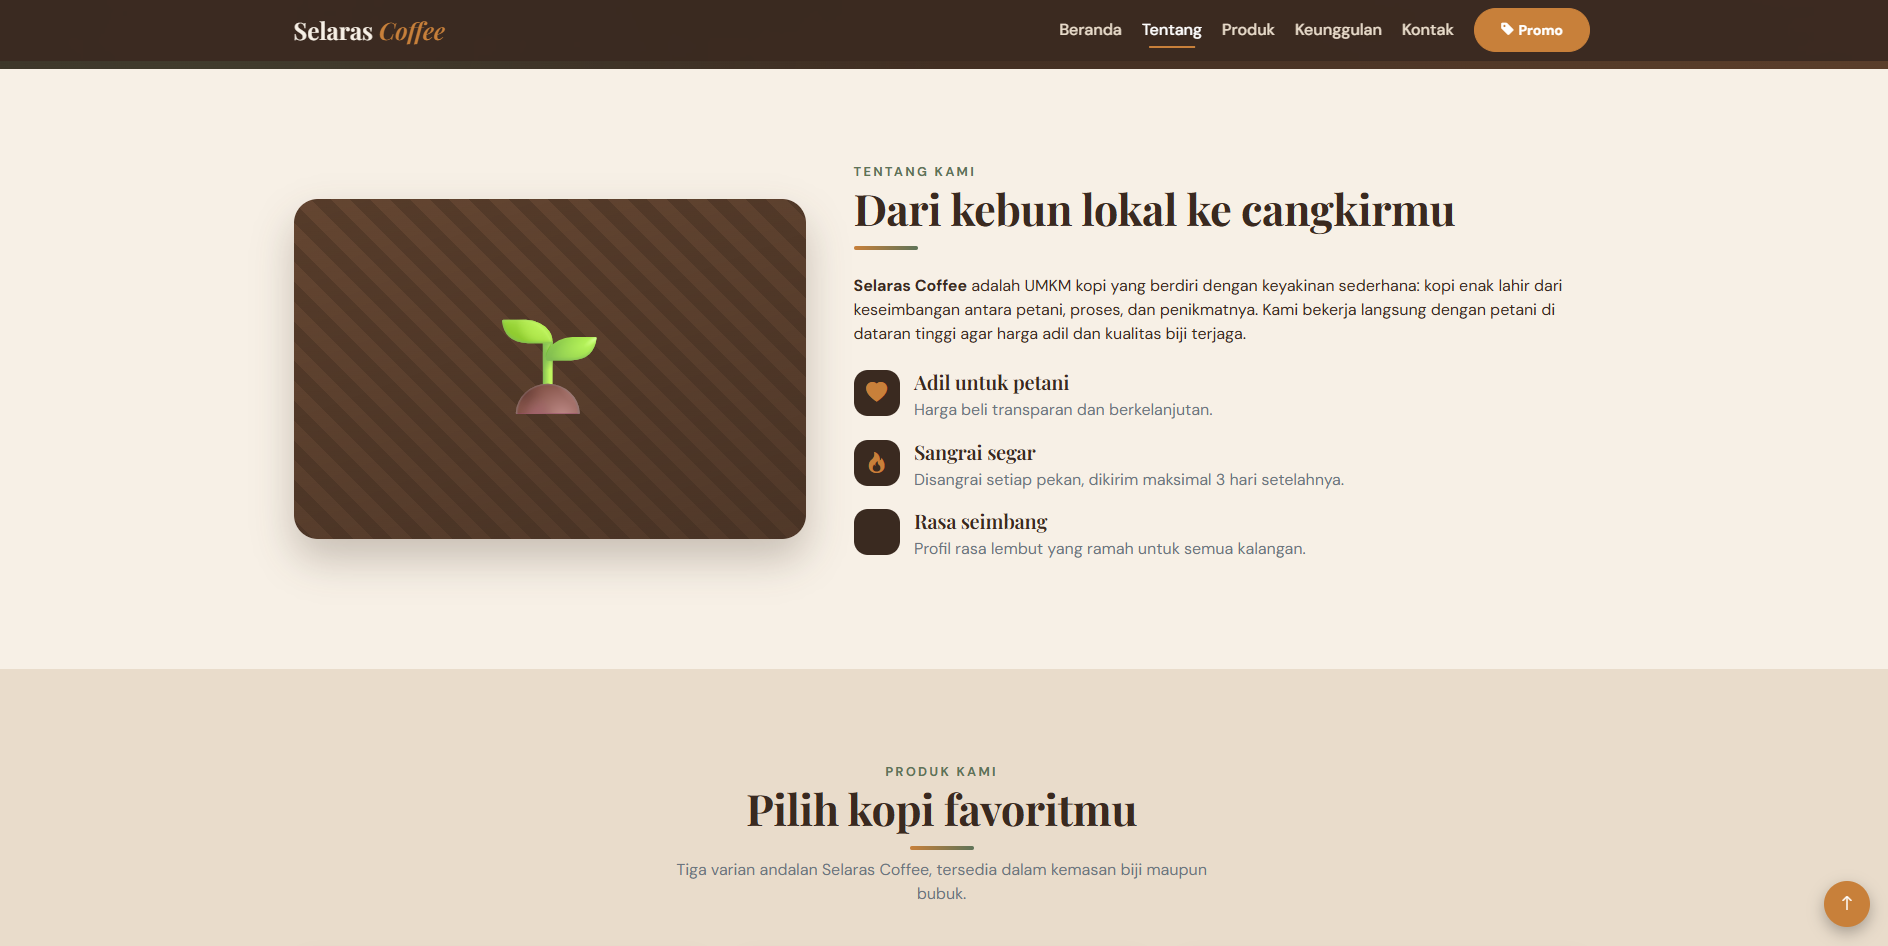 Selaras Coffee
Beranda Tentang Produk Keunggulan Kontak Promo
TENTANG KAMI
Dari kebun lokal ke cangkirmu
Selaras Coffee adalah UMKM kopi yang berdiri dengan keyakinan sederhana: kopi enak lahir dari
keseimbangan antara petani, proses, dan penikmatnya. Kami bekerja langsung dengan petani di
dataran tinggi agar harga adil dan kualitas biji terjaga.
Adil untuk petani
Harga beli transparan dan berkelanjutan.
Sangrai segar
Disangrai setiap pekan, dikirim maksimal 3 hari setelahnya.
Rasa seimbang
Profil rasa lembut yang ramah untuk semua kalangan.
PRODUK KAMI
Pilih kopi favoritmu
Tiga varian andalan Selaras Coffee, tersedia dalam kemasan biji maupun
bubuk.